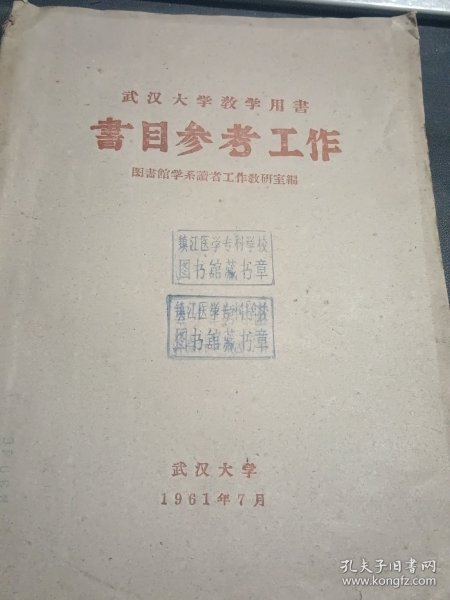 武汉大学教学用書
書目参考工作
图書館学系讀者工作教研室編
镇江医学专科学校
图书館藏书章
镇江医学专科学校
图书館藏书章
武汉大学
1961年7月
孔夫子旧书网
www.kongfz.com